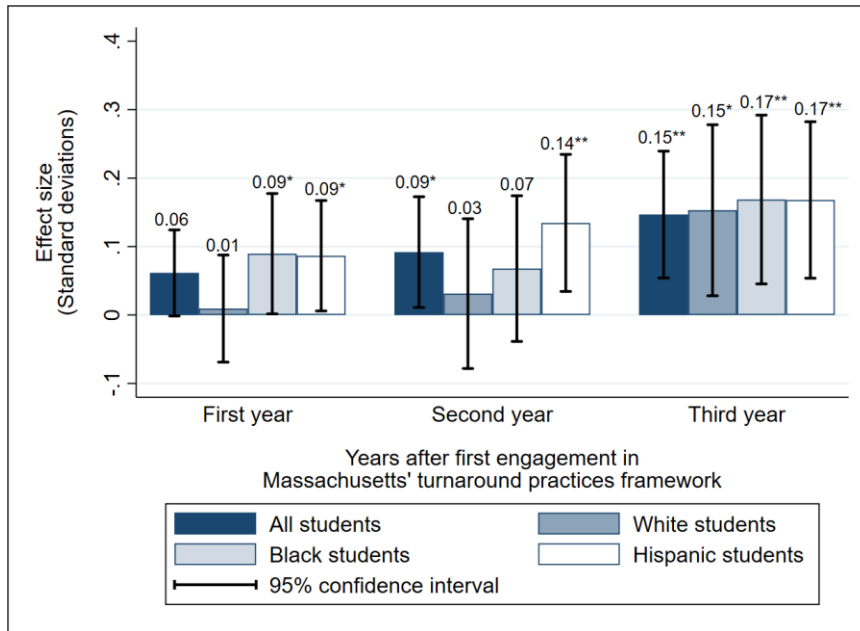 .4
.3
.2
.1
0
-.1
Effect size
(Standard deviations)
0.06
0.01
0.09*
0.09*
0.09*
0.03
0.07
0.14**
0.15**
0.15*
0.17**
0.17**
First year
Second year
Third year
Years after first engagement in
Massachusetts' turnaround practices framework
All students
White students
Black students
Hispanic students
95% confidence interval